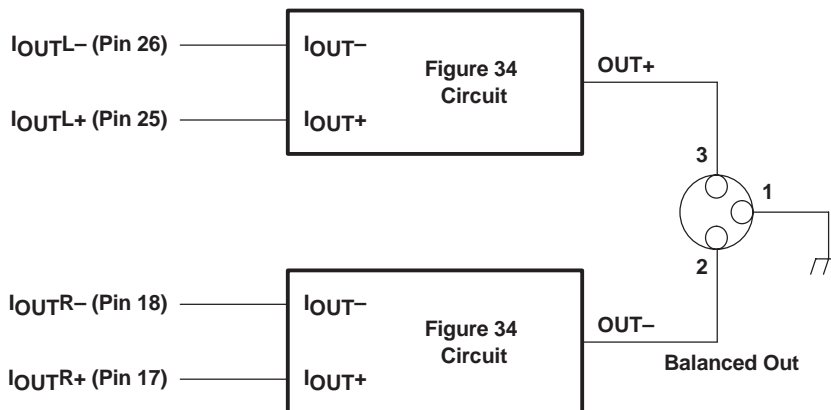 IOUTL– (Pin 26)
IOUT–
Figure 34
Circuit
OUT+
IOUTL+ (Pin 25)
IOUT+
3
1
2
IOUTR– (Pin 18)
IOUT–
Figure 34
Circuit
OUT–
Balanced Out
IOUTR+ (Pin 17)
IOUT+